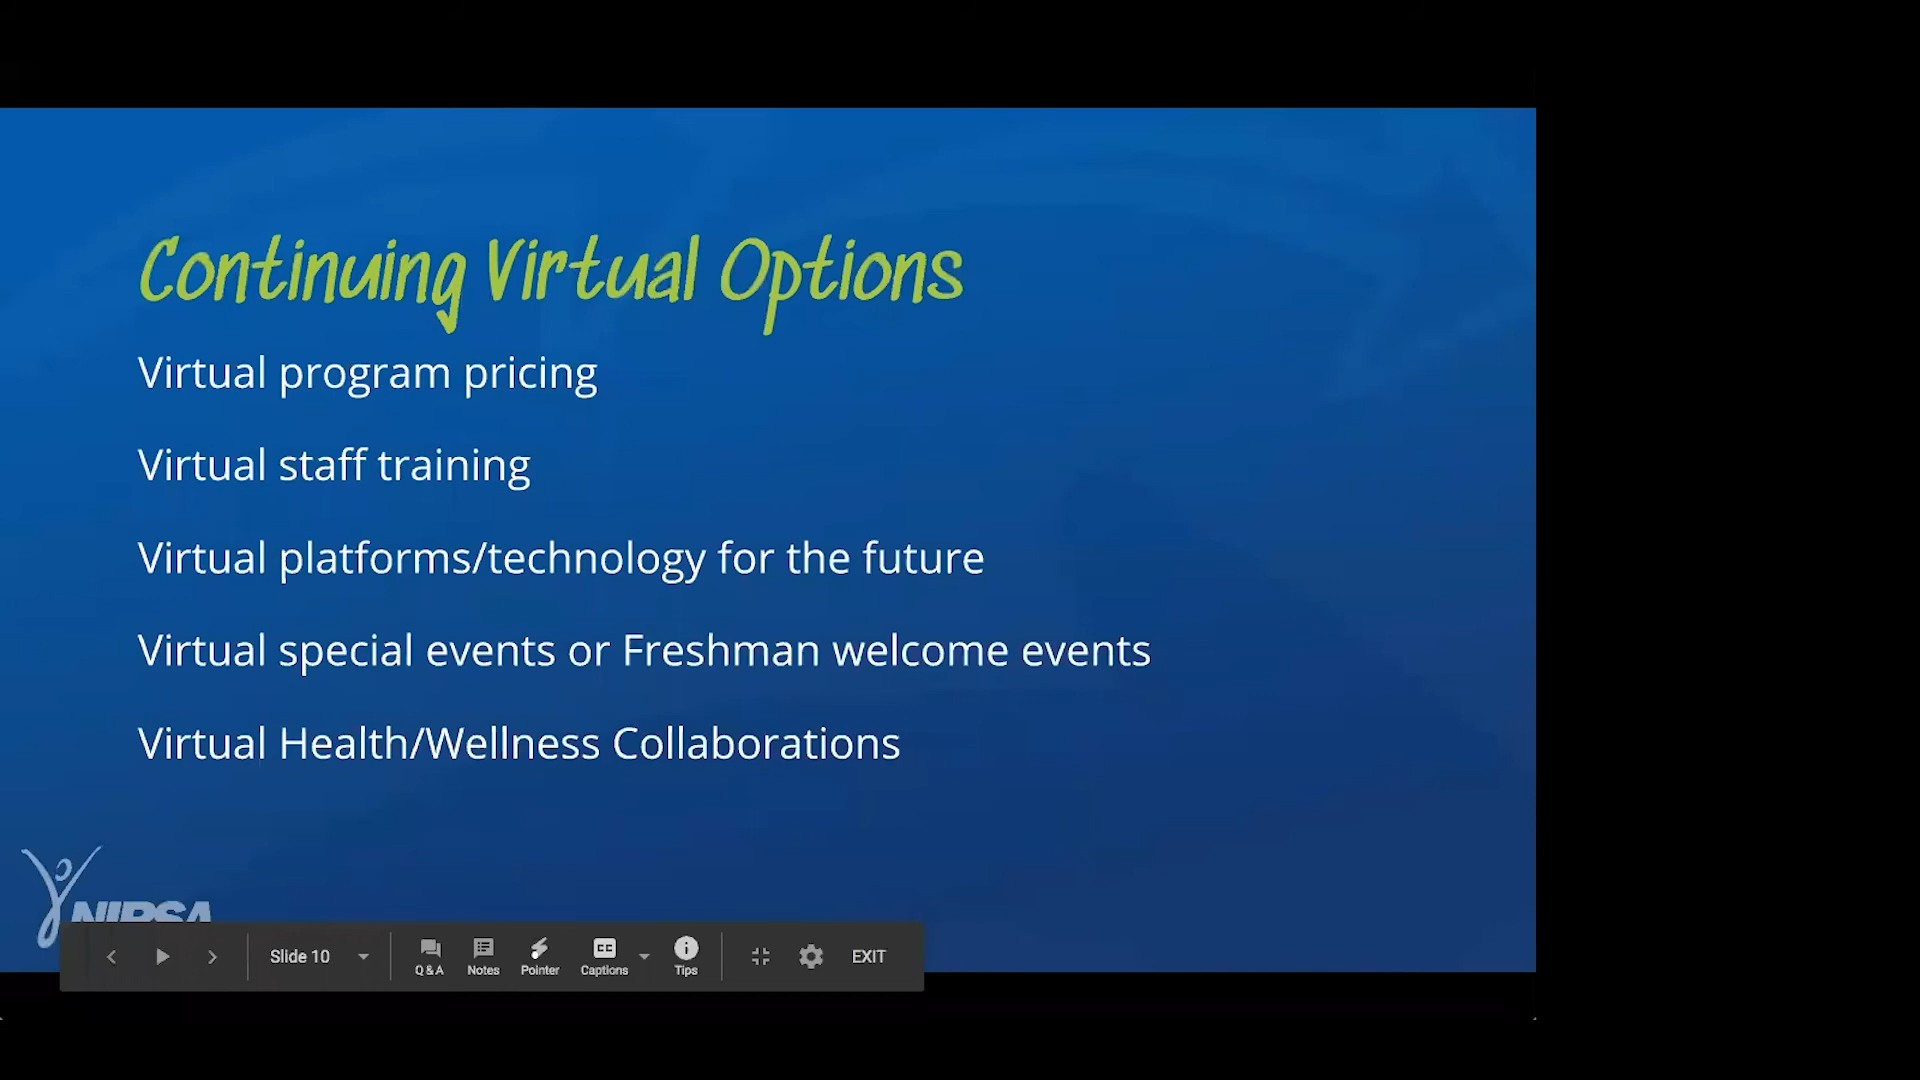 Continuing Virtual Options
Virtual program pricing
Virtual staff training
Virtual platforms/technology for the future
Virtual special events or Freshman welcome events
Virtual Health/Wellness Collaborations
NIRSA
Slide 10
Q & A
Notes
Pointer
CC
Captions
Tips
EXIT